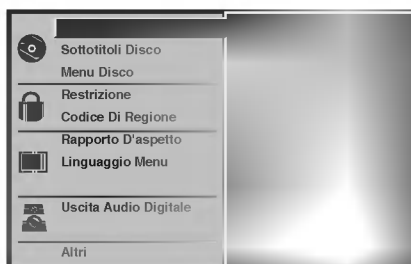 Sottotitoli Disco
Menu Disco
Restrizione
Codice Di Regione
Rapporto D'aspetto
Linguaggio Menu
Uscita Audio Digitale
Altri